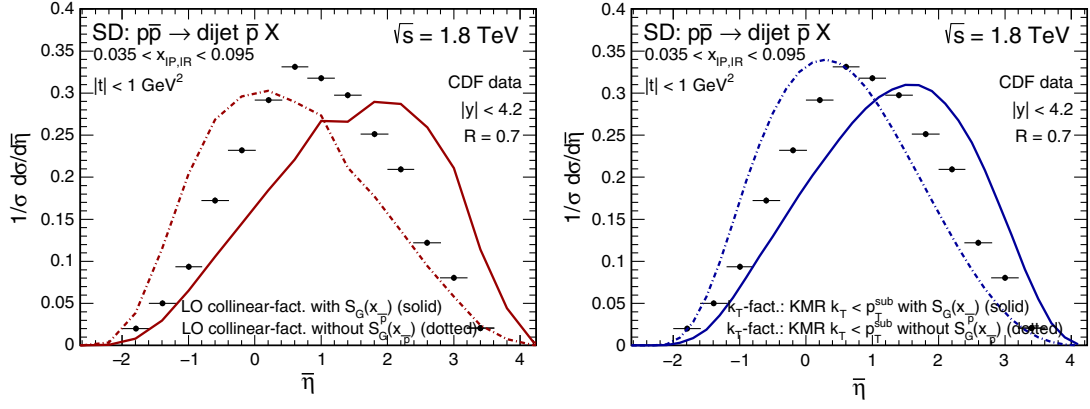 SD: pp̅ → dijet p̅ X
√s = 1.8 TeV
0.035 < x_{IP,IR} < 0.095
|t| < 1 GeV²
CDF data
|y| < 4.2
R = 0.7
LO collinear-fact. with S_G(x_p̅) (solid)
LO collinear-fact. without S_G(x_p̅) (dotted)
1/σ dσ/dη̅
0.4
0.35
0.3
0.25
0.2
0.15
0.1
0.05
0
−2 −1 0 1 2 3 4
η̅
SD: pp̅ → dijet p̅ X
√s = 1.8 TeV
0.035 < x_{IP,IR} < 0.095
|t| < 1 GeV²
CDF data
|y| < 4.2
R = 0.7
k_T-fact.: KMR k_T < p_T^{sub} with S_G(x_p̅) (solid)
k_T-fact.: KMR k_T < p_T^{sub} without S_G(x_p̅) (dotted)
1/σ dσ/dη̅
0.4
0.35
0.3
0.25
0.2
0.15
0.1
0.05
0
−2 −1 0 1 2 3 4
η̅